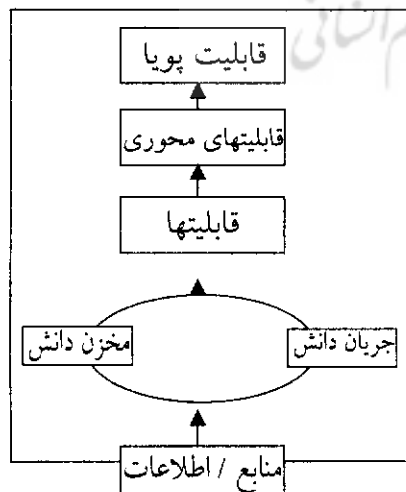 قابلیت پویا
قابلیتهای محوری
قابلیتها
جریان دانش
مخزن دانش
منابع / اطلاعات